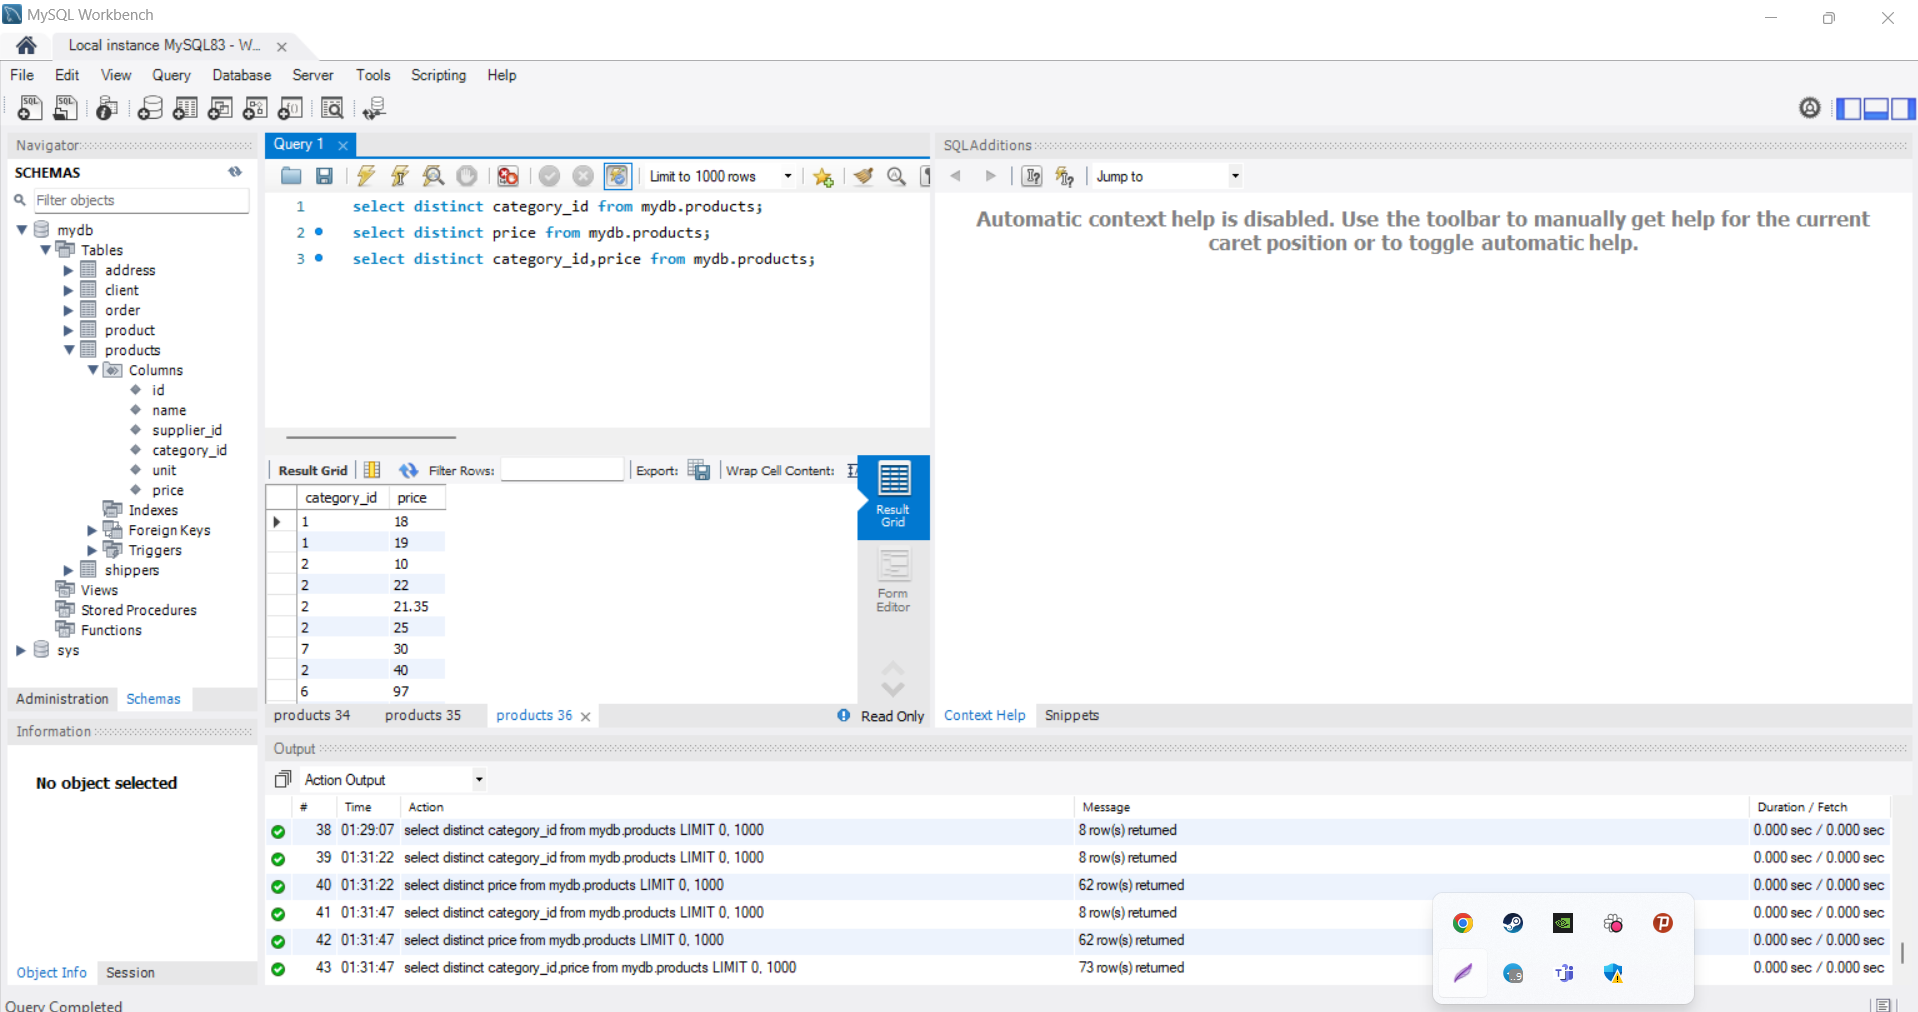 MySQL Workbench
Local instance MySQL83 - W...
File Edit View Query Database Server Tools Scripting Help
Navigator
SCHEMAS
Filter objects
mydb
Tables
address
client
order
product
products
Columns
id
name
supplier_id
category_id
unit
price
Indexes
Foreign Keys
Triggers
shippers
Views
Stored Procedures
Functions
sys
Administration Schemas
Information
No object selected
Object Info Session
Query Completed
Query 1
Limit to 1000 rows
1 select distinct category_id from mydb.products;
2 select distinct price from mydb.products;
3 select distinct category_id,price from mydb.products;
Result Grid Filter Rows: Export: Wrap Cell Content:
category_id price
1 18
1 19
2 10
2 22
2 21.35
2 25
7 30
2 40
6 97
Result
Grid
Form
Editor
products 34 products 35 products 36 Read Only
SQLAdditions
Jump to
Automatic context help is disabled. Use the toolbar to manually get help for the current
caret position or to toggle automatic help.
Context Help Snippets
Output
Action Output
# Time Action Message Duration / Fetch
38 01:29:07 select distinct category_id from mydb.products LIMIT 0, 1000 8 row(s) returned 0.000 sec / 0.000 sec
39 01:31:22 select distinct category_id from mydb.products LIMIT 0, 1000 8 row(s) returned 0.000 sec / 0.000 sec
40 01:31:22 select distinct price from mydb.products LIMIT 0, 1000 62 row(s) returned 0.000 sec / 0.000 sec
41 01:31:47 select distinct category_id from mydb.products LIMIT 0, 1000 8 row(s) returned 0.000 sec / 0.000 sec
42 01:31:47 select distinct price from mydb.products LIMIT 0, 1000 62 row(s) returned 0.000 sec / 0.000 sec
43 01:31:47 select distinct category_id,price from mydb.products LIMIT 0, 1000 73 row(s) returned 0.000 sec / 0.000 sec